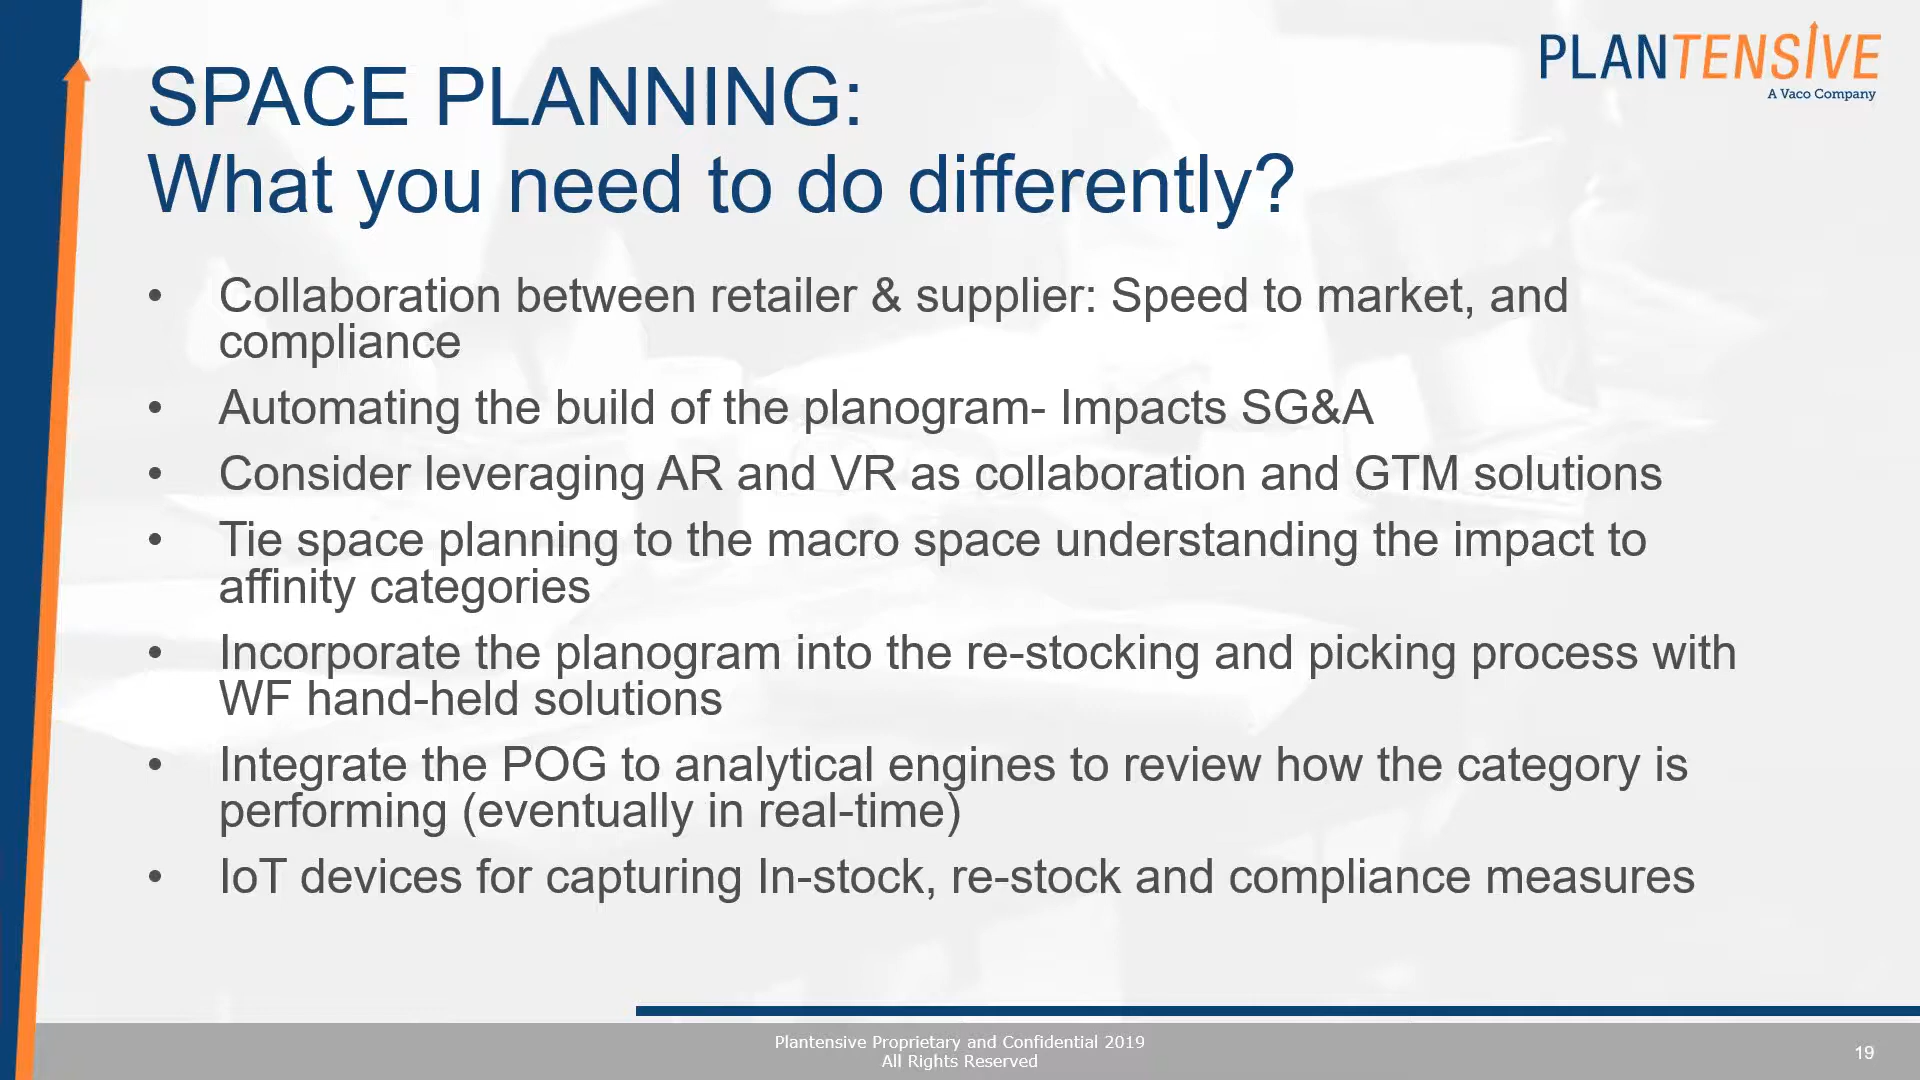 PLANTENSIVE
A Vaco Company
SPACE PLANNING:
What you need to do differently?
• Collaboration between retailer & supplier: Speed to market, and
compliance
• Automating the build of the planogram- Impacts SG&A
• Consider leveraging AR and VR as collaboration and GTM solutions
• Tie space planning to the macro space understanding the impact to
affinity categories
• Incorporate the planogram into the re-stocking and picking process with
WF hand-held solutions
• Integrate the POG to analytical engines to review how the category is
performing (eventually in real-time)
• IoT devices for capturing In-stock, re-stock and compliance measures
Plantensive Proprietary and Confidential 2019
All Rights Reserved
19